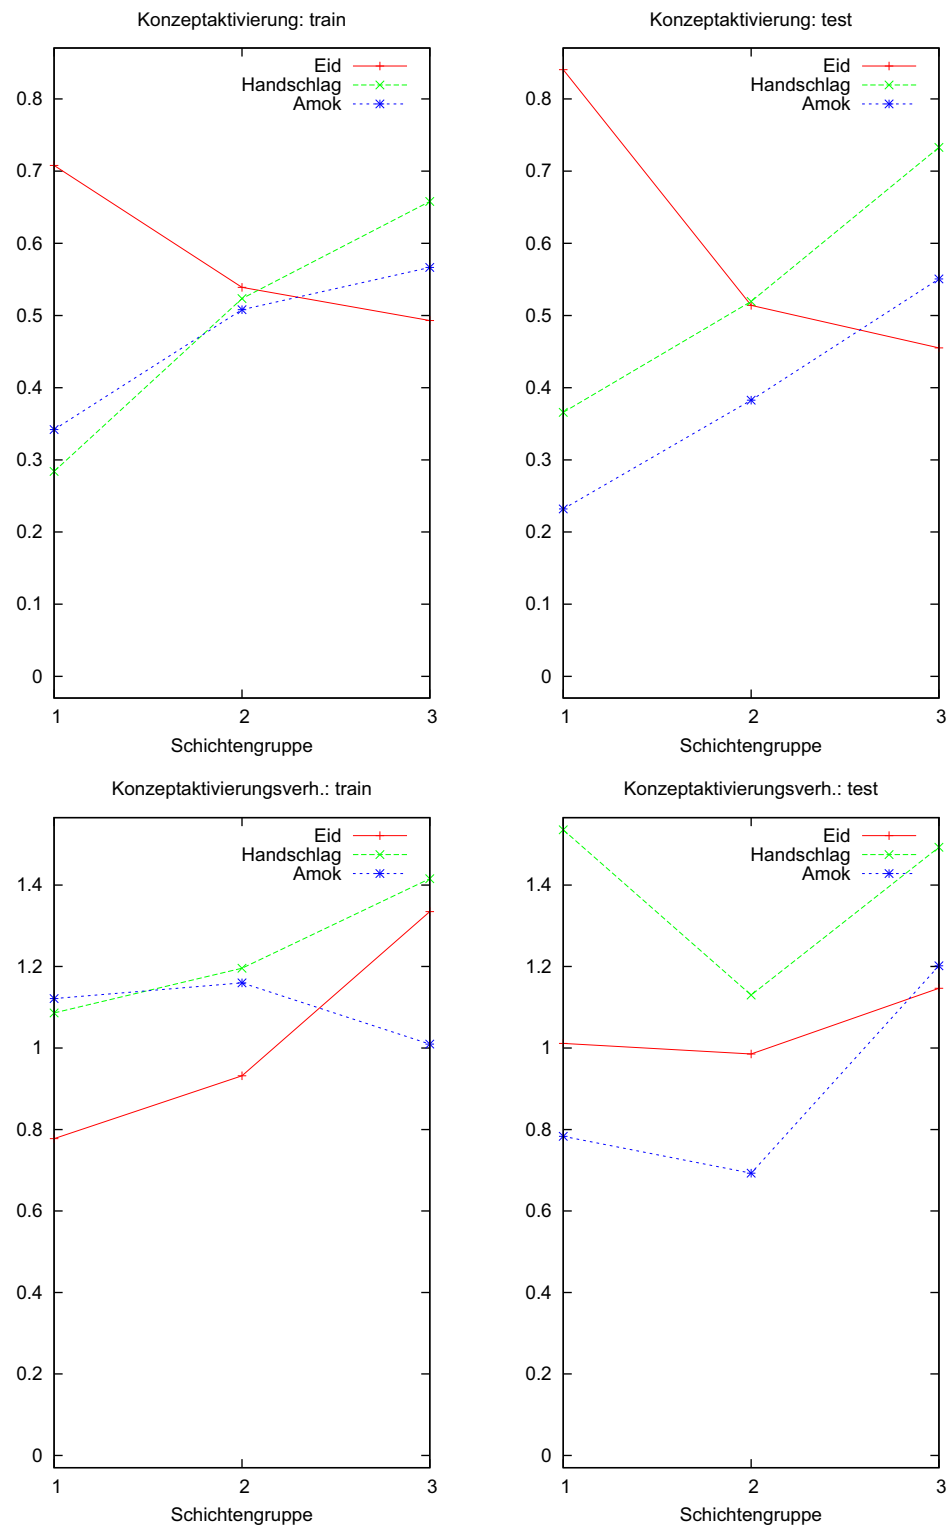 Konzeptaktivierung: train
Eid
Handschlag
Amok
0.8
0.7
0.6
0.5
0.4
0.3
0.2
0.1
0
1 2 3
Schichtengruppe
Konzeptaktivierung: test
Eid
Handschlag
Amok
0.8
0.7
0.6
0.5
0.4
0.3
0.2
0.1
0
1 2 3
Schichtengruppe
Konzeptaktivierungsverh.: train
Eid
Handschlag
Amok
1.4
1.2
1
0.8
0.6
0.4
0.2
0
1 2 3
Schichtengruppe
Konzeptaktivierungsverh.: test
Eid
Handschlag
Amok
1.4
1.2
1
0.8
0.6
0.4
0.2
0
1 2 3
Schichtengruppe